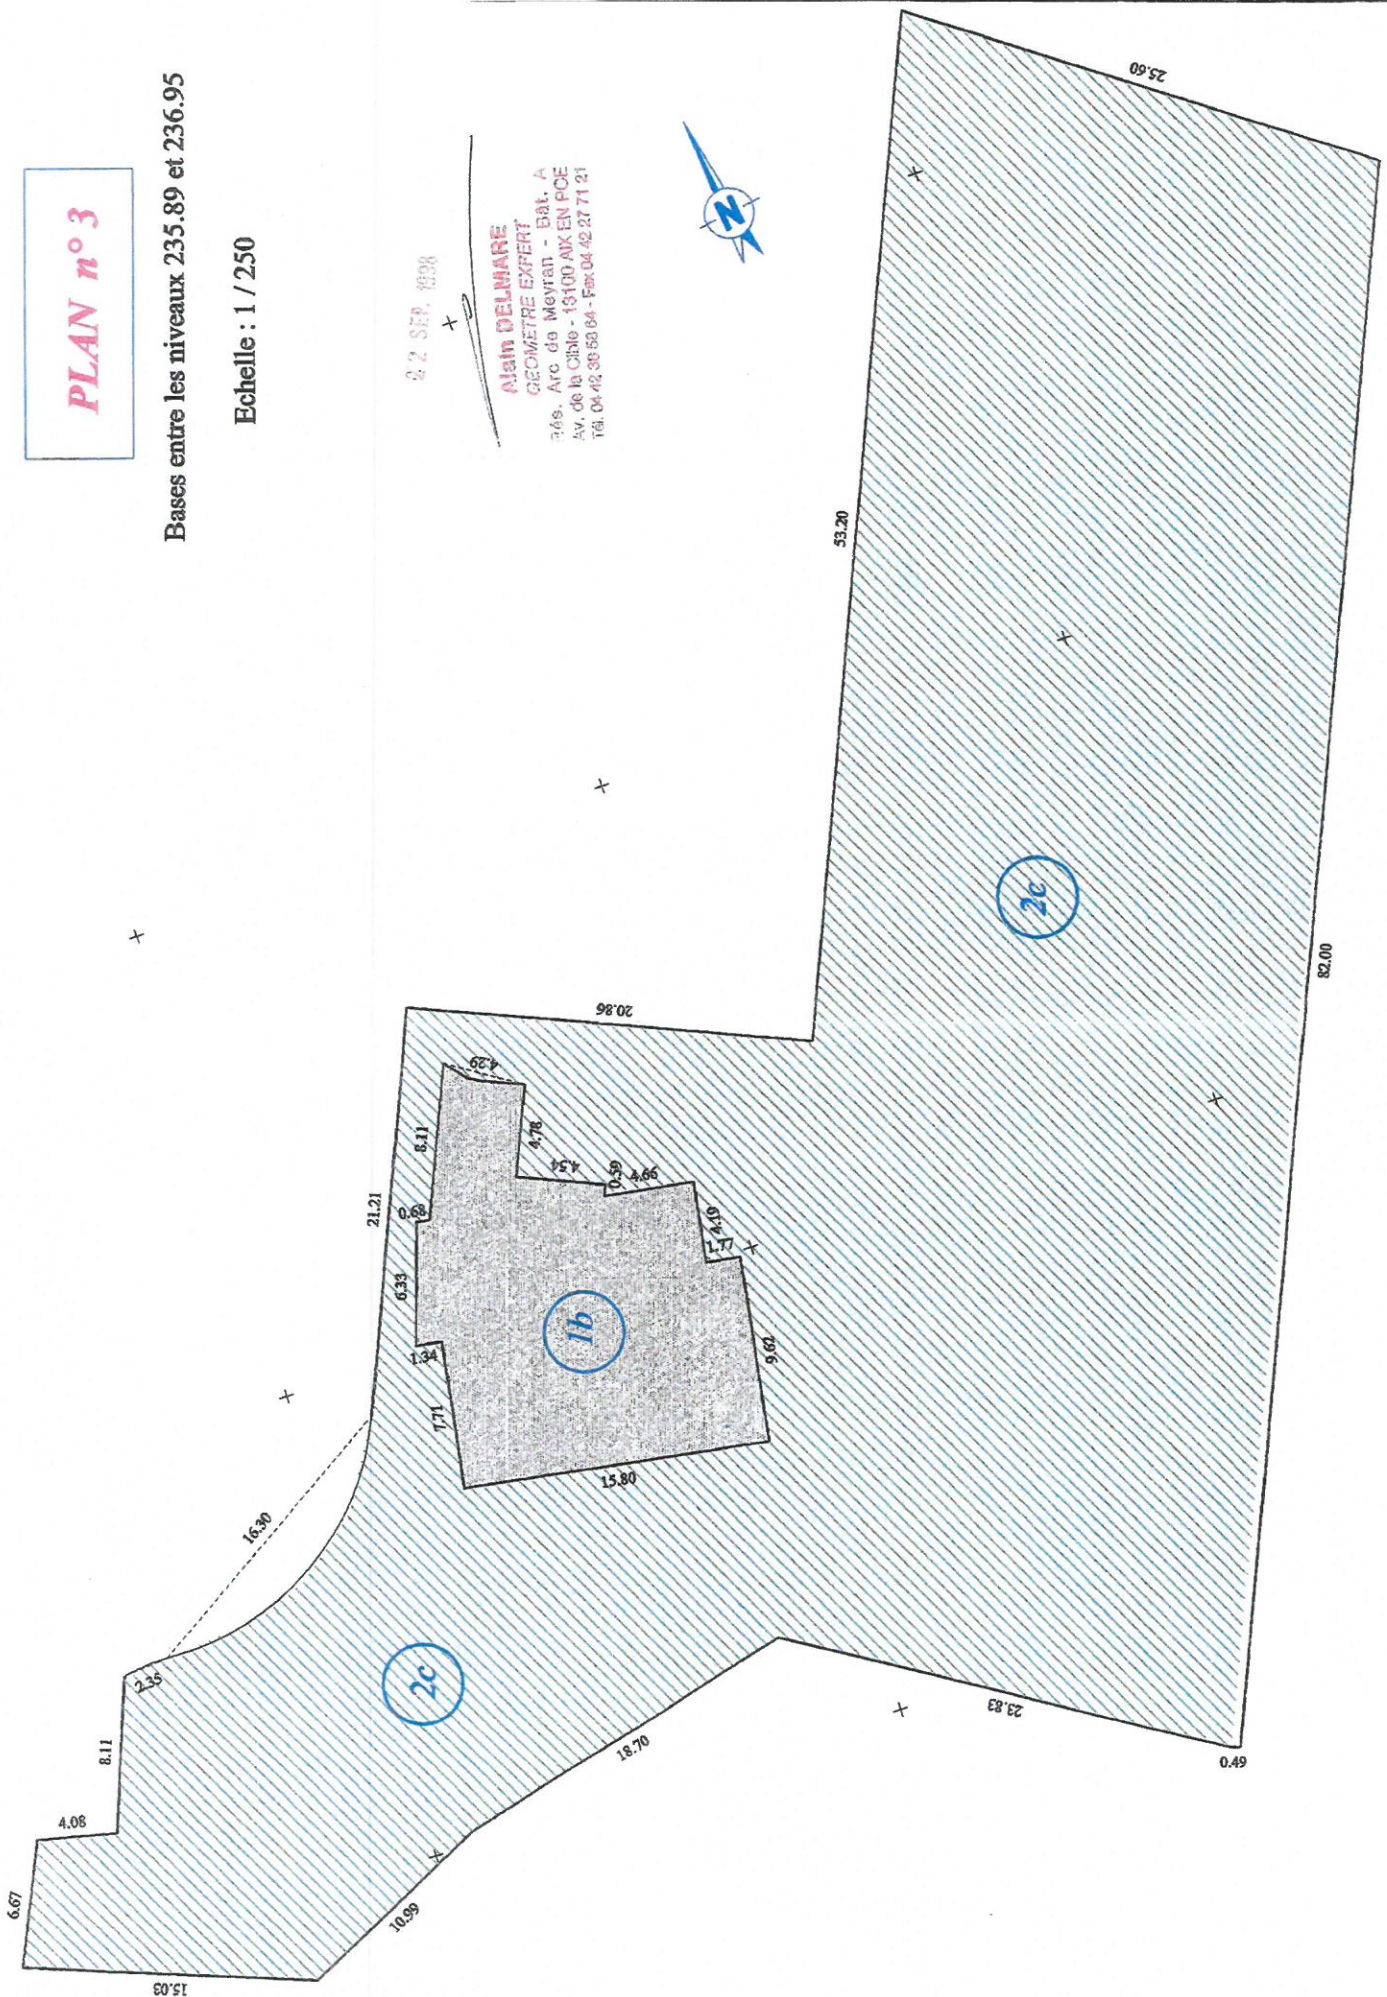 PLAN n° 3
Bases entre les niveaux 235.89 et 236.95
Echelle : 1 / 250
22 SEP. 1998
Alain DELMARE
GEOMETRE EXPERT
Rés. Arc de Meyran - Bât. A
Av. de la Cible - 13100 AIX EN PCE
Tél. 04 42 30 58 64 - Fax 04 42 27 71 21
N
25.60
53.20
82.00
2c
20.86
21.21
4.29
8.11
4.78
0.68
4.54
0.59
4.66
6.33
4.19
1.77
1.34
1b
9.62
7.71
15.80
16.30
2.35
2c
8.11
18.70
23.83
0.49
4.08
6.67
10.99
15.03